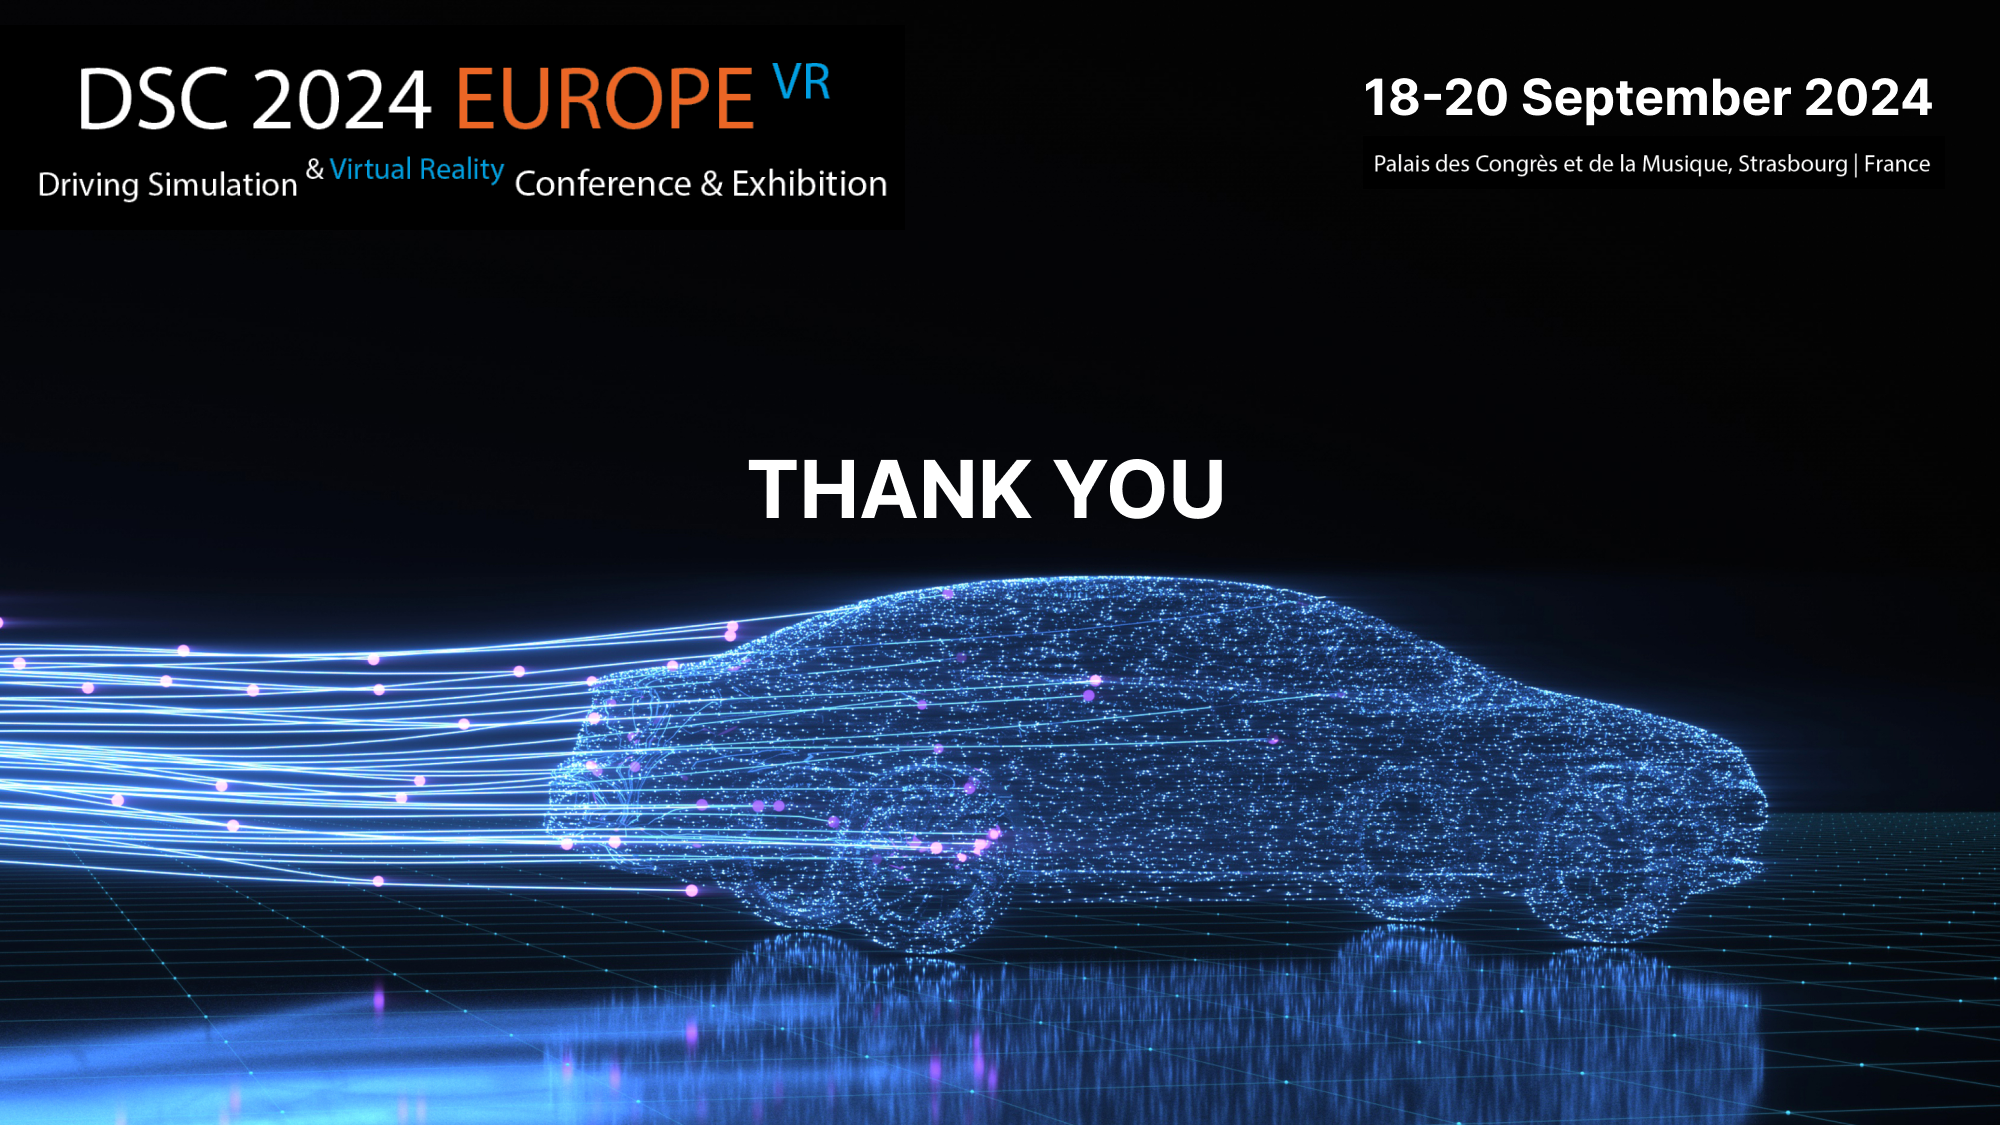 DSC 2024 EUROPE VR
Driving Simulation & Virtual Reality Conference & Exhibition
18-20 September 2024
Palais des Congrès et de la Musique, Strasbourg | France
THANK YOU